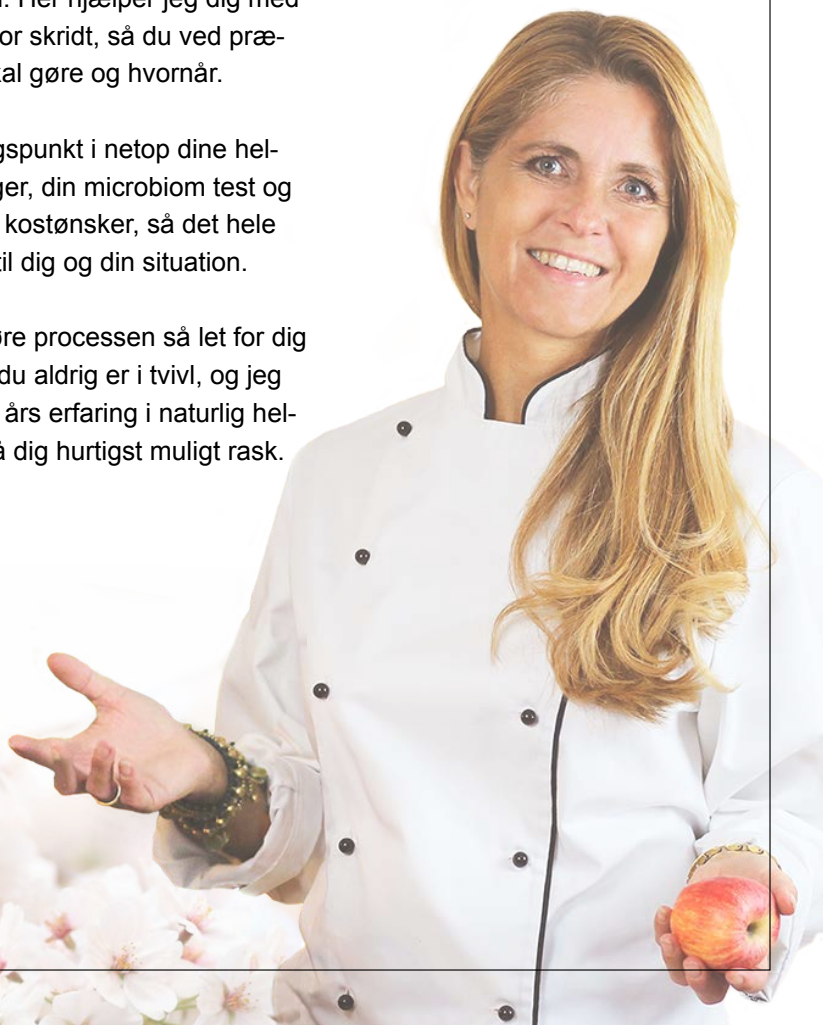 Her hjælper jeg dig med
or skridt, så du ved præ-
al gøre og hvornår.
gspunkt i netop dine hel-
ger, din microbiom test og
kostønsker, så det hele
til dig og din situation.
re processen så let for dig
du aldrig er i tvivl, og jeg
års erfaring i naturlig hel-
å dig hurtigst muligt rask.